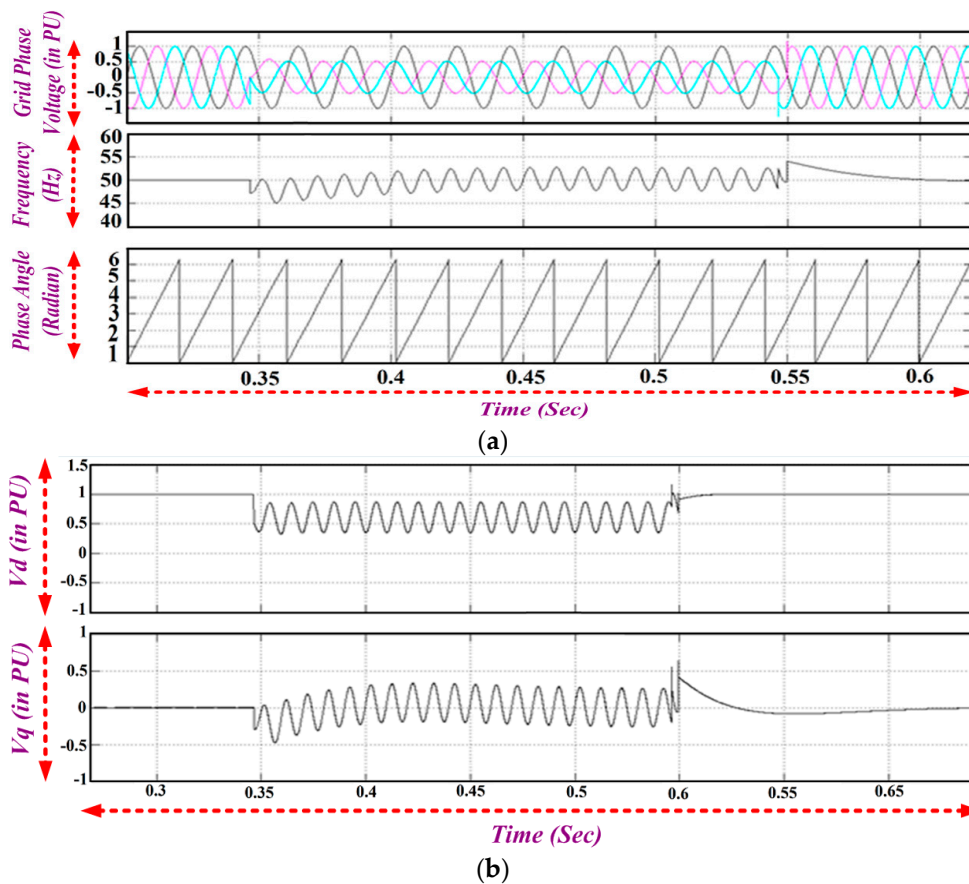 Grid Phase
Voltage (in PU)
1
0.5
0
-0.5
-1
Frequency
(Hz)
60
55
50
45
40
Phase Angle
(Radian)
6
5
4
3
2
1
0.35 0.4 0.45 0.5 0.55 0.6
Time (Sec)
(a)
Vd (in PU)
1.5
1
0.5
0
-0.5
-1
Vq (in PU)
1
0.5
0
-0.5
-1
0.3 0.35 0.4 0.45 0.5 0.6 0.55 0.65
Time (Sec)
(b)